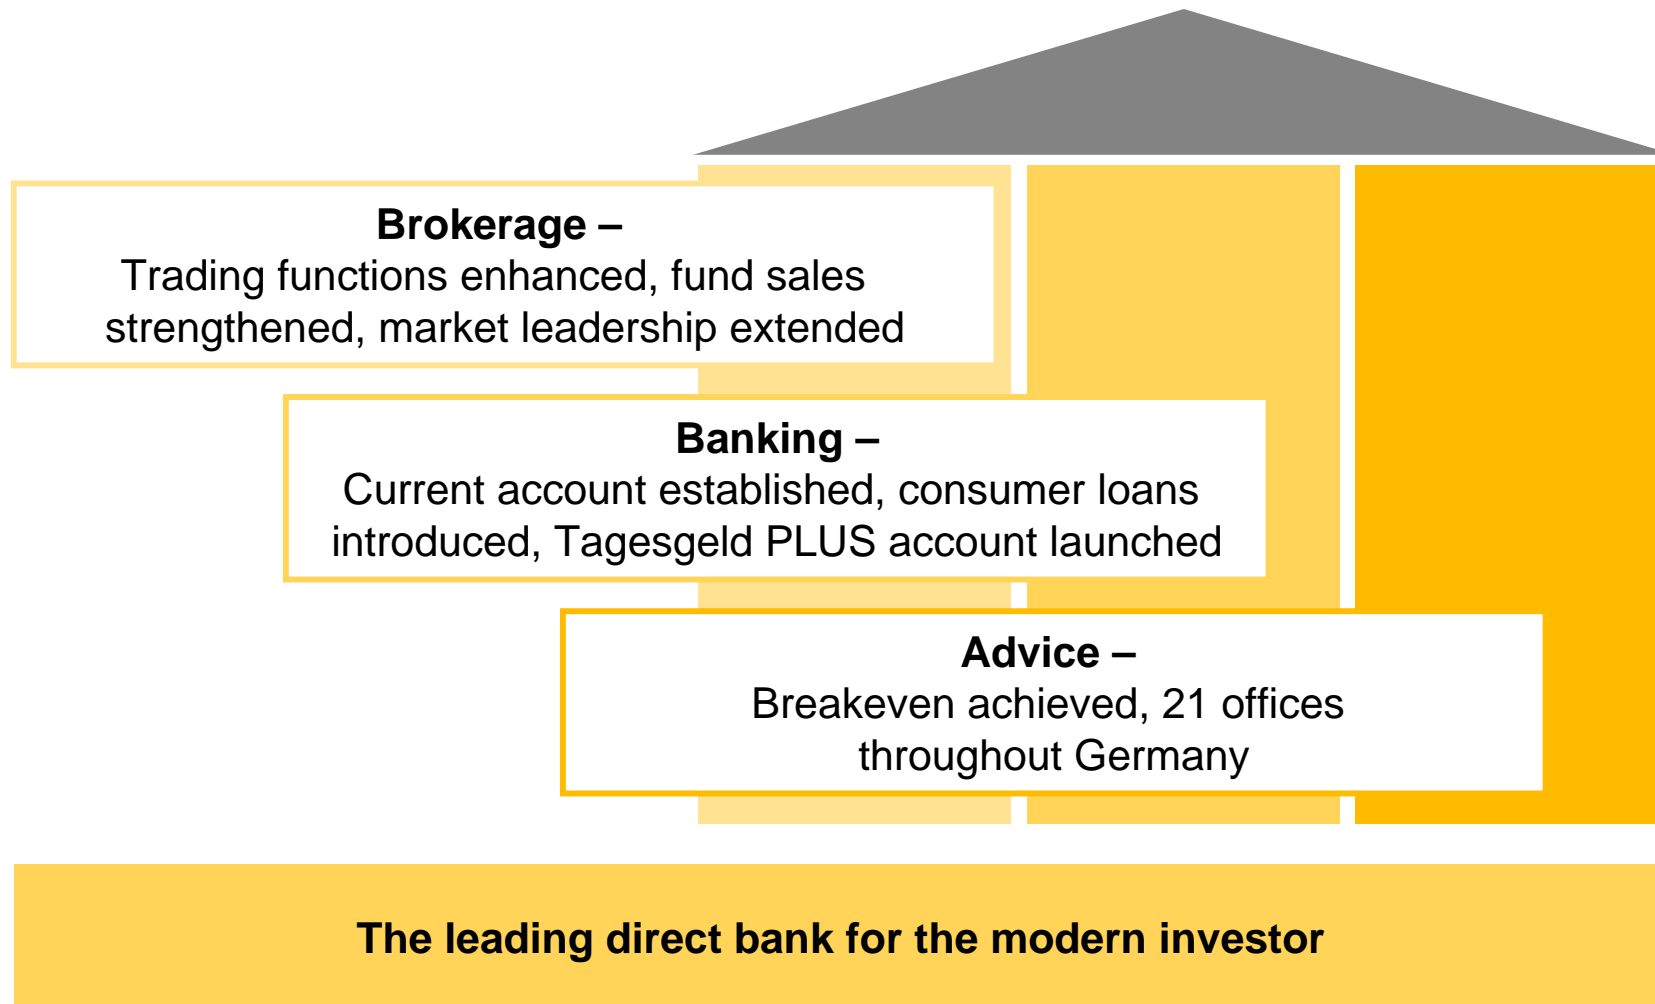 Brokerage –
Trading functions enhanced, fund sales
strengthened, market leadership extended
Banking –
Current account established, consumer loans
introduced, Tagesgeld PLUS account launched
Advice –
Breakeven achieved, 21 offices
throughout Germany
The leading direct bank for the modern investor